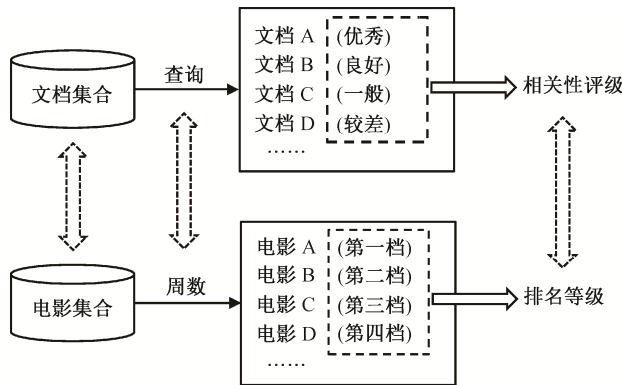 文档集合
查询
文档 A (优秀)
文档 B (良好)
文档 C (一般)
文档 D (较差)
……
相关性评级
电影集合
周数
电影 A (第一档)
电影 B (第二档)
电影 C (第三档)
电影 D (第四档)
……
排名等级